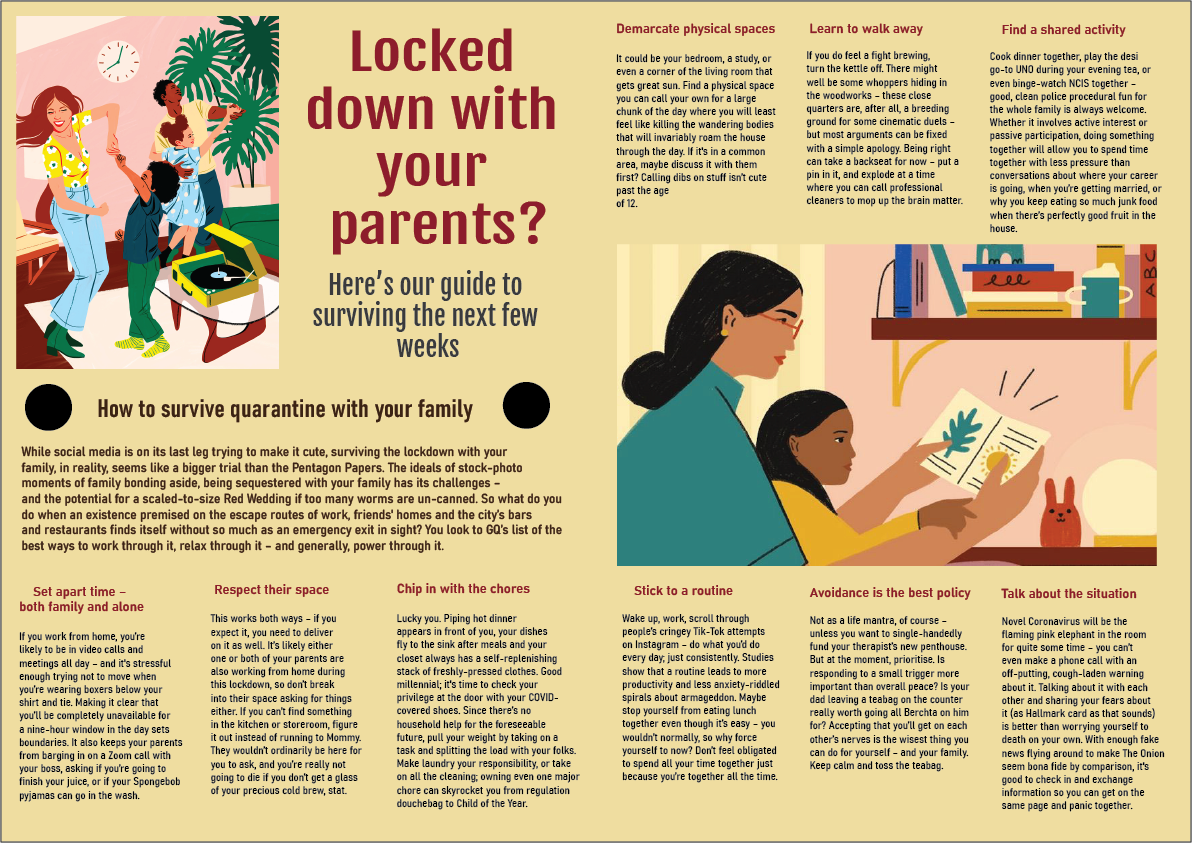 Locked
down with
your
parents?
Here's our guide to
surviving the next few
weeks
How to survive quarantine with your family
While social media is on its last leg trying to make it cute, surviving the lockdown with your
family, in reality, seems like a bigger trial than the Pentagon Papers. The ideals of stock-photo
moments of family bonding aside, being sequestered with your family has its challenges –
and the potential for a scaled-to-size Red Wedding if too many worms are un-canned. So what do you
do when an existence premised on the escape routes of work, friends' homes and the city's bars
and restaurants finds itself without so much as an emergency exit in sight? You look to GQ's list of the
best ways to work through it, relax through it – and generally, power through it.
Set apart time –
both family and alone
If you work from home, you're
likely to be in video calls and
meetings all day – and it's stressful
enough trying not to move when
you're wearing boxers below your
shirt and tie. Making it clear that
you'll be completely unavailable for
a nine-hour window in the day sets
boundaries. It also keeps your parents
from barging in on a Zoom call with
your boss, asking if you're going to
finish your juice, or if your Spongebob
pyjamas can go in the wash.
Respect their space
This works both ways – if you
expect it, you need to deliver
on it as well. It's likely either
one or both of your parents are
also working from home during
this lockdown, so don't break
into their space asking for things
either. If you can't find something
in the kitchen or storeroom, figure
it out instead of running to Mommy.
They wouldn't ordinarily be here for
you to ask, and you're really not
going to die if you don't get a glass
of your precious cold brew, stat.
Chip in with the chores
Lucky you. Piping hot dinner
appears in front of you, your dishes
fly to the sink after meals and your
closet always has a self-replenishing
stack of freshly-pressed clothes. Good
millennial; it's time to check your
privilege at the door with your COVID-
covered shoes. Since there's no
household help for the foreseeable
future, pull your weight by taking on a
task and splitting the load with your folks.
Make laundry your responsibility, or take
on all the cleaning; owning even one major
chore can skyrocket you from regulation
douchebag to Child of the Year.
Demarcate physical spaces
It could be your bedroom, a study, or
even a corner of the living room that
gets great sun. Find a physical space
you can call your own for a large
chunk of the day where you will least
feel like killing the wandering bodies
that will invariably roam the house
through the day. If it's in a common
area, maybe discuss it with them
first? Calling dibs on stuff isn't cute
past the age
of 12.
Learn to walk away
If you do feel a fight brewing,
turn the kettle off. There might
well be some whoppers hiding in
the woodworks – these close
quarters are, after all, a breeding
ground for some cinematic duels –
but most arguments can be fixed
with a simple apology. Being right
can take a backseat for now – put a
pin in it, and explode at a time
where you can call professional
cleaners to mop up the brain matter.
Find a shared activity
Cook dinner together, play the desi
go-to UNO during your evening tea, or
even binge-watch NCIS together –
good, clean police procedural fun for
the whole family is always welcome.
Whether it involves active interest or
passive participation, doing something
together will allow you to spend time
together with less pressure than
conversations about where your career
is going, when you're getting married, or
why you keep eating so much junk food
when there's perfectly good fruit in the
house.
ABC
Stick to a routine
Wake up, work, scroll through
people's cringey Tik-Tok attempts
on Instagram – do what you'd do
every day; just consistently. Studies
show that a routine leads to more
productivity and less anxiety-riddled
spirals about armageddon. Maybe
stop yourself from eating lunch
together even though it's easy – you
wouldn't normally, so why force
yourself to now? Don't feel obligated
to spend all your time together just
because you're together all the time.
Avoidance is the best policy
Not as a life mantra, of course –
unless you want to single-handedly
fund your therapist's new penthouse.
But at the moment, prioritise. Is
responding to a small trigger more
important than overall peace? Is your
dad leaving a teabag on the counter
really worth going all Berchta on him
for? Accepting that you'll get on each
other's nerves is the wisest thing you
can do for yourself – and your family.
Keep calm and toss the teabag.
Talk about the situation
Novel Coronavirus will be the
flaming pink elephant in the room
for quite some time – you can't
even make a phone call with an
off-putting, cough-laden warning
about it. Talking about it with each
other and sharing your fears about
it (as Hallmark card as that sounds)
is better than worrying yourself to
death on your own. With enough fake
news flying around to make The Onion
seem bona fide by comparison, it's
good to check in and exchange
information so you can get on the
same page and panic together.